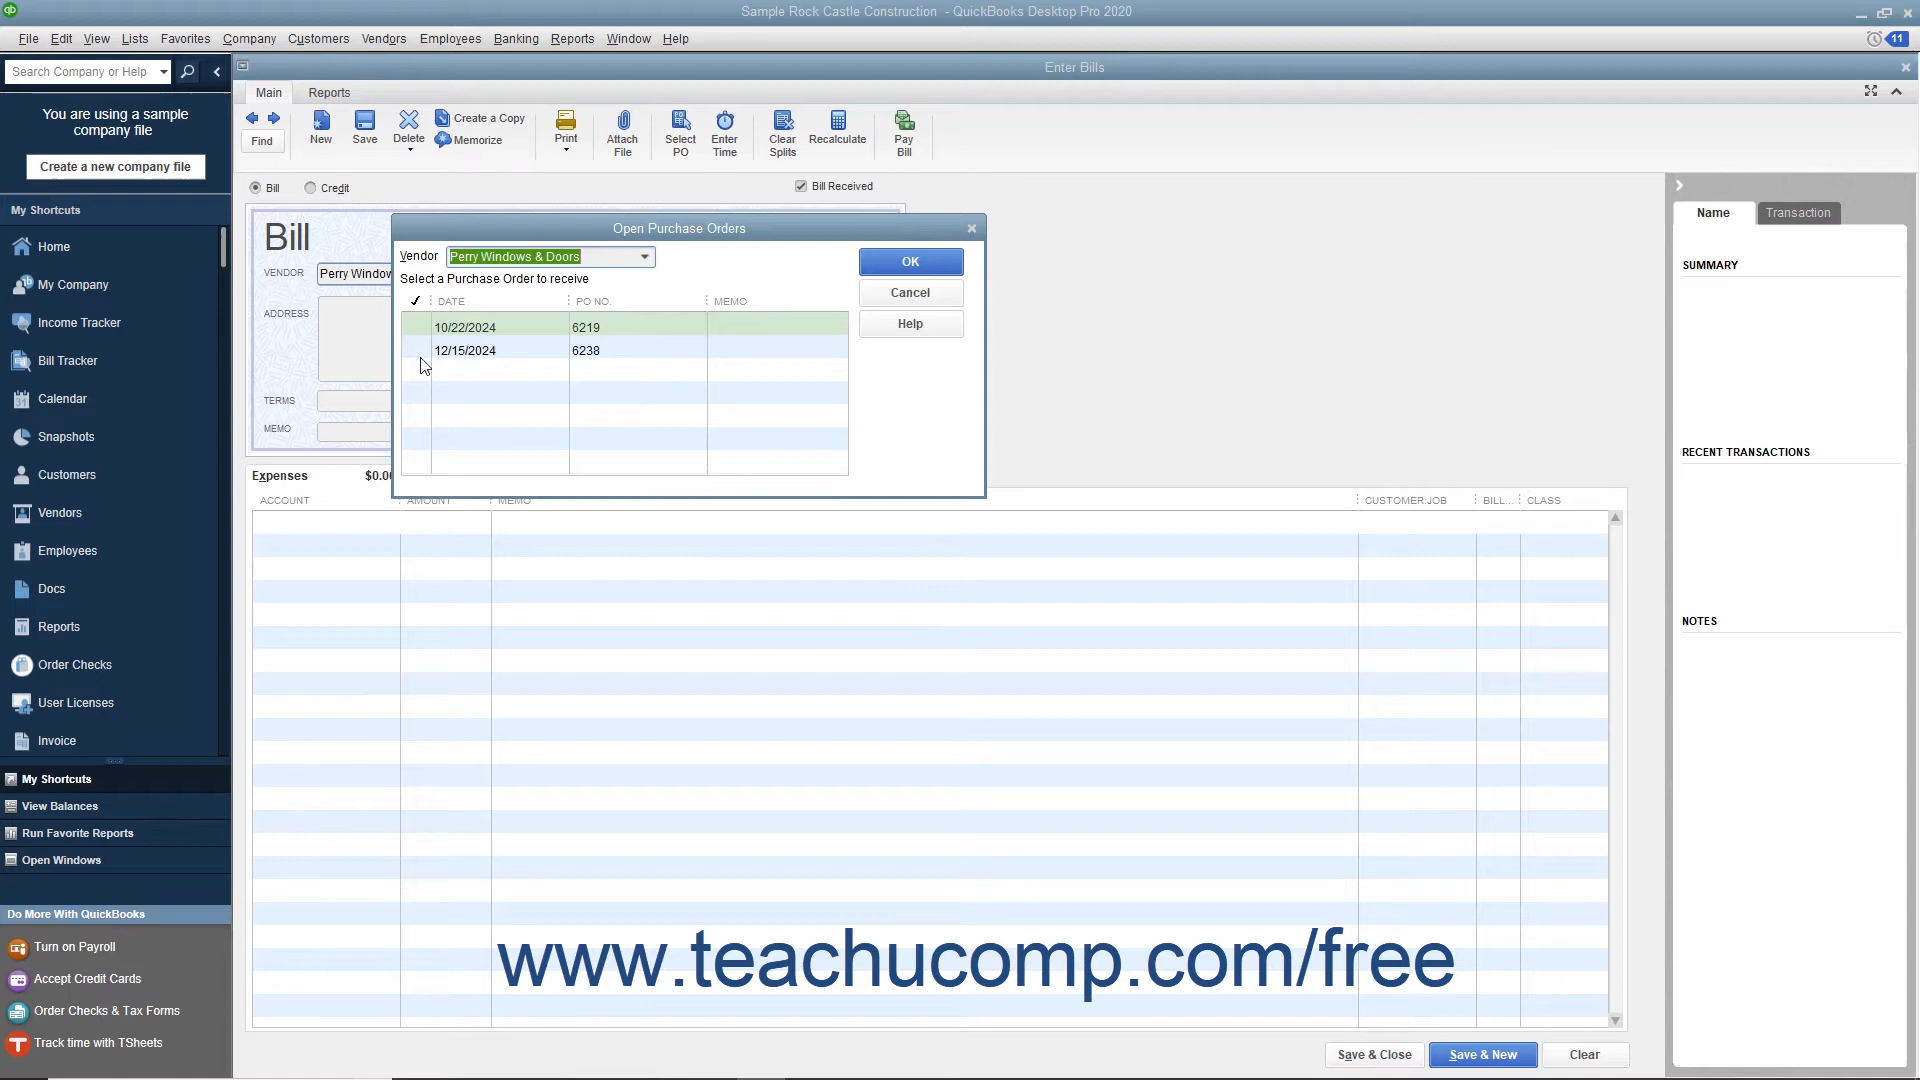 Sample Rock Castle Construction - QuickBooks Desktop Pro 2020
File Edit View Lists Favorites Company Customers Vendors Employees Banking Reports Window Help
11
Search Company or Help
Enter Bills
You are using a sample
company file
Create a new company file
Main Reports
Find
New
Save
Delete
Create a Copy
Memorize
Print
Attach
File
Select
PO
Enter
Time
Clear
Splits
Recalculate
Pay
Bill
Bill
Credit
Bill Received
My Shortcuts
Home
My Company
Income Tracker
Bill Tracker
Calendar
Snapshots
Customers
Vendors
Employees
Docs
Reports
Order Checks
User Licenses
Invoice
My Shortcuts
View Balances
Run Favorite Reports
Open Windows
Do More With QuickBooks
Turn on Payroll
Accept Credit Cards
Order Checks & Tax Forms
Track time with TSheets
Bill
VENDOR Perry Window
ADDRESS
TERMS
MEMO
Open Purchase Orders
Vendor Perry Windows & Doors
Select a Purchase Order to receive
DATE PO NO. MEMO
10/22/2024 6219
12/15/2024 6238
OK
Cancel
Help
Expenses $0.0
ACCOUNT AMOUNT MEMO CUSTOMER:JOB BILL... CLASS
www.teachucomp.com/free
Save & Close Save & New Clear
Name Transaction
SUMMARY
RECENT TRANSACTIONS
NOTES